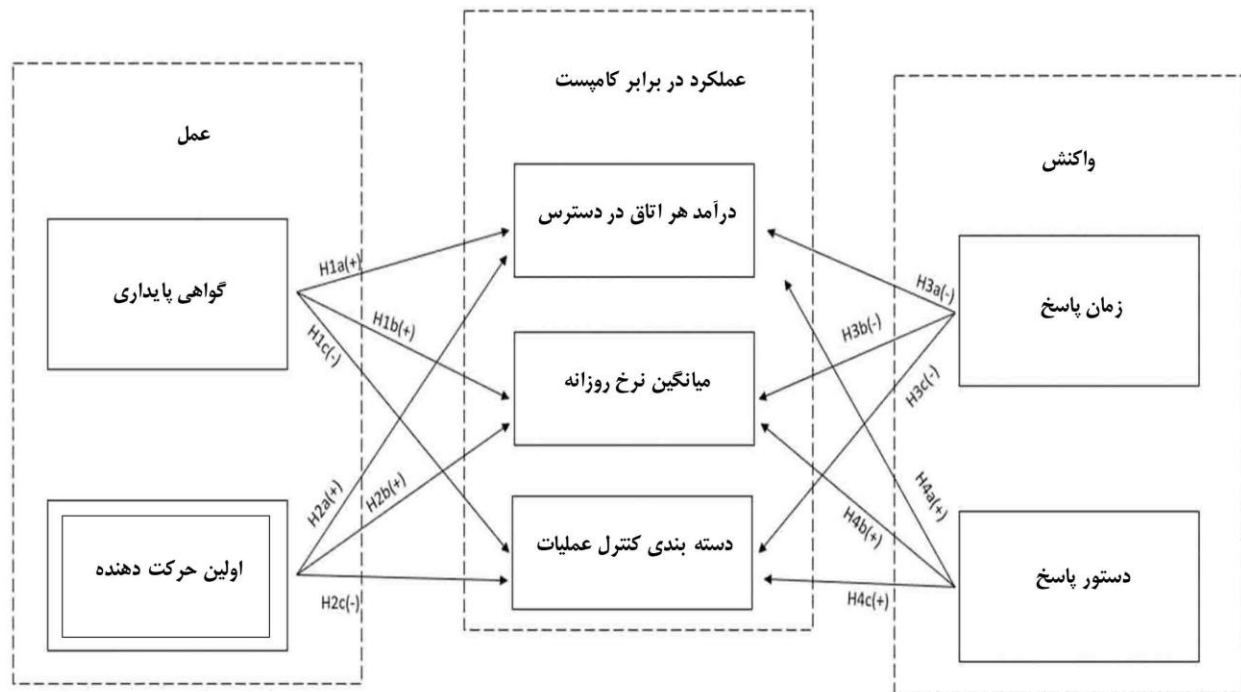 عملکرد در برابر کامپست
عمل
واکنش
درآمد هر اتاق در دسترس
گواهی پایداری
زمان پاسخ
میانگین نرخ روزانه
دسته بندی کنترل عملیات
اولین حرکت دهنده
دستور پاسخ
H1a(+)
H1b(+)
H1c(-)
H2a(+)
H2b(+)
H2c(-)
H3a(-)
H3b(-)
H3c(-)
H4a(+)
H4b(+)
H4c(+)